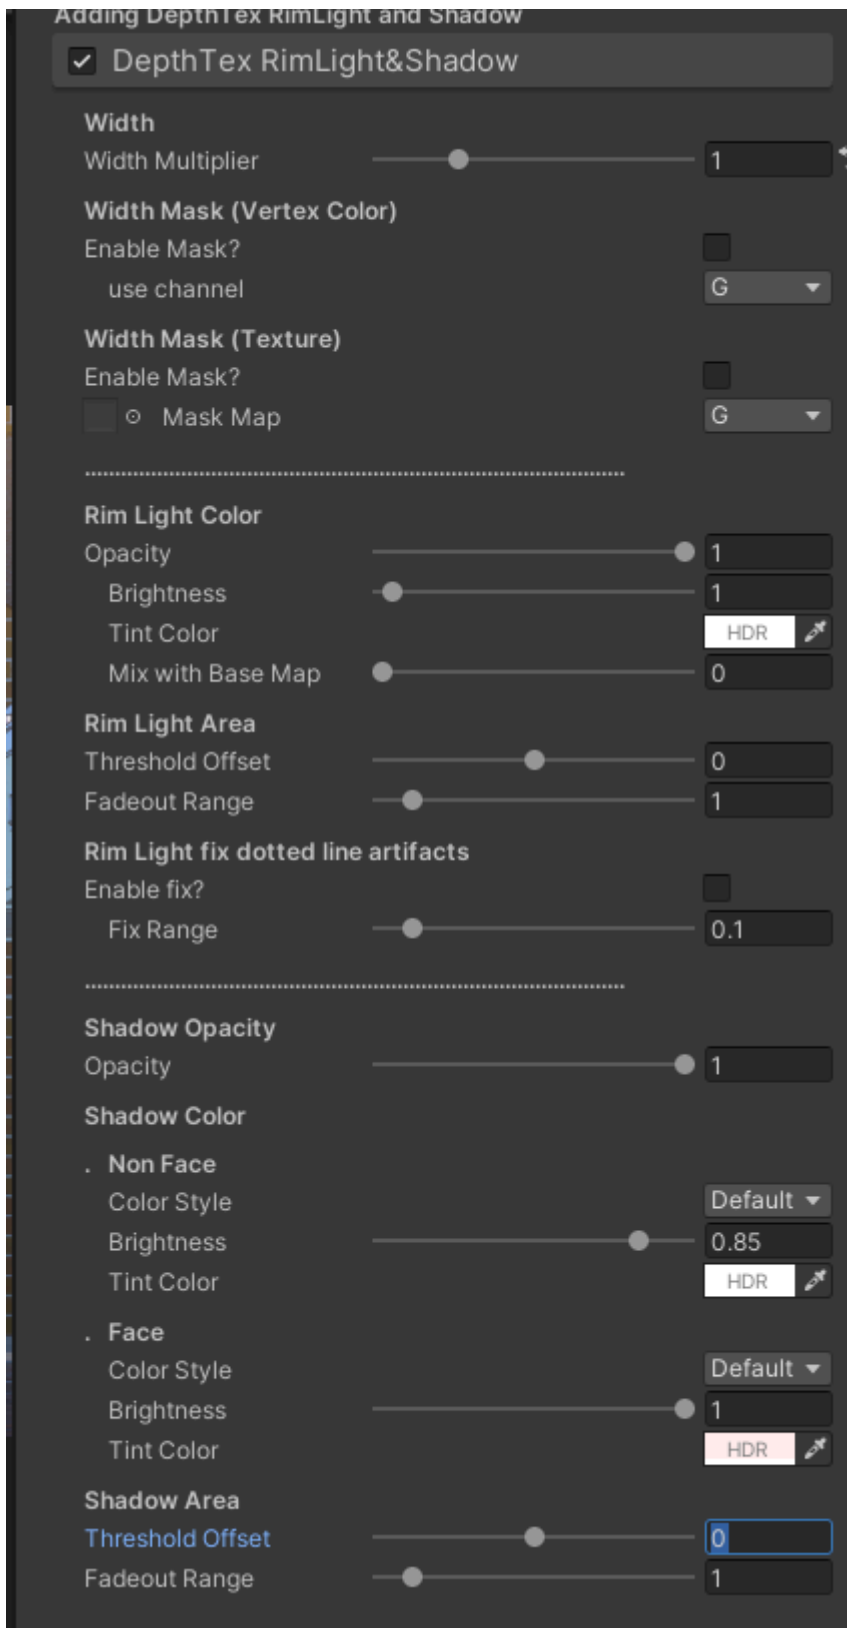 Adding DepthTex RimLight and Shadow
DepthTex RimLight&Shadow
Width
Width Multiplier 1
Width Mask (Vertex Color)
Enable Mask?
use channel G
Width Mask (Texture)
Enable Mask?
Mask Map G
Rim Light Color
Opacity 1
Brightness 1
Tint Color HDR
Mix with Base Map 0
Rim Light Area
Threshold Offset 0
Fadeout Range 1
Rim Light fix dotted line artifacts
Enable fix?
Fix Range 0.1
Shadow Opacity
Opacity 1
Shadow Color
. Non Face
Color Style Default
Brightness 0.85
Tint Color HDR
. Face
Color Style Default
Brightness 1
Tint Color HDR
Shadow Area
Threshold Offset 0
Fadeout Range 1